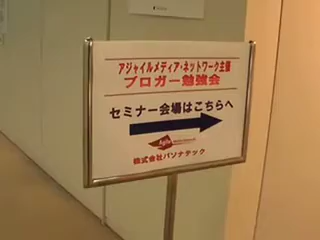 アジャイルメディア・ネットワーク主催
ブロガー勉強会
セミナー会場はこちらへ
Agile
株式会社パソナテック